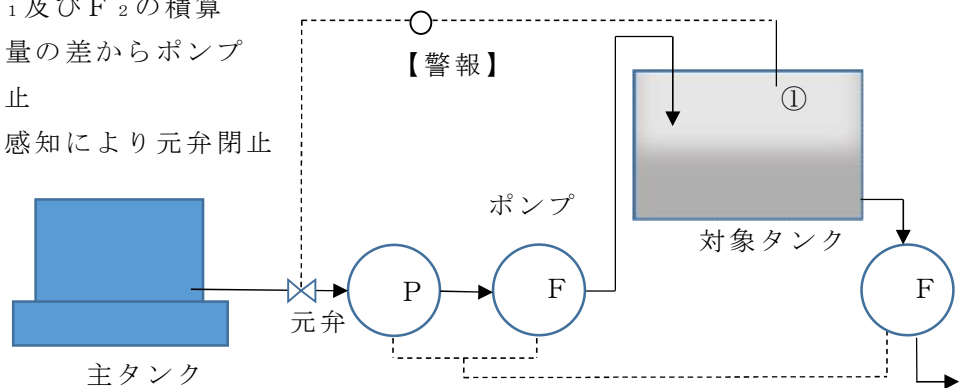 ₁及びＦ₂の積算
量の差からポンプ
止
感知により元弁閉止
【警報】
①
ポンプ
対象タンク
P
F
F
元弁
主タンク